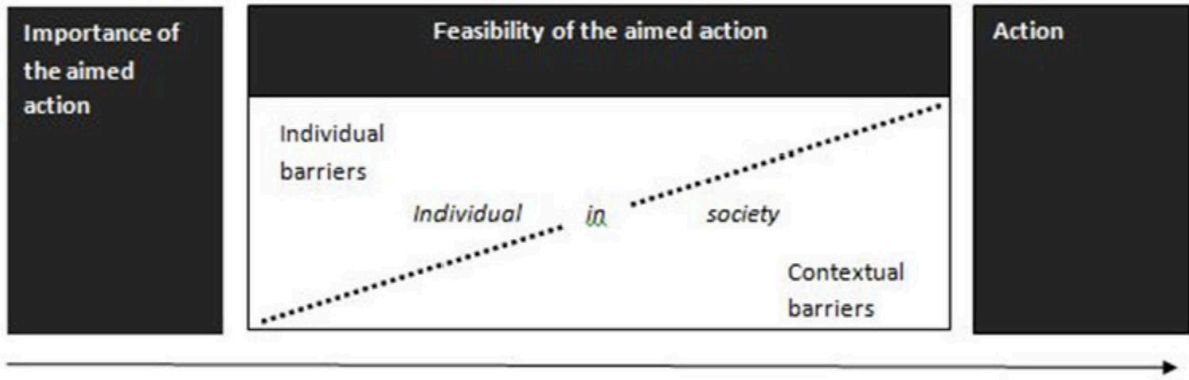 Importance of
the aimed
action
Feasibility of the aimed action
Individual
barriers
Individual in society
Contextual
barriers
Action